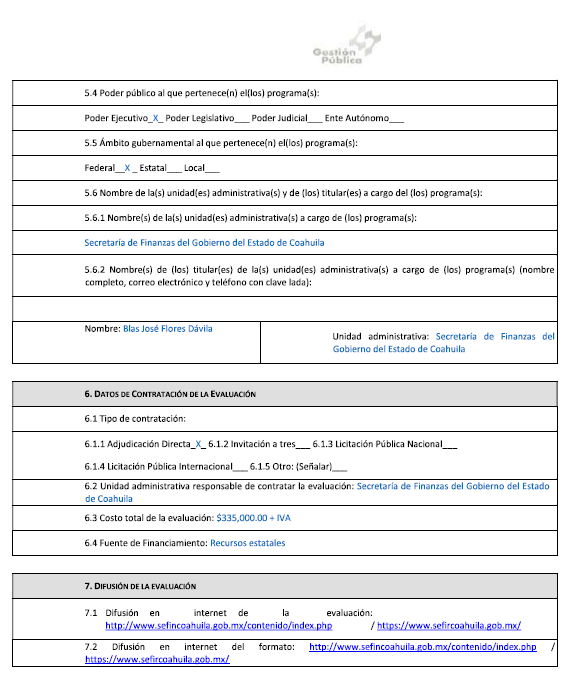 Gestión
Pública
5.4 Poder público al que pertenece(n) el(los) programa(s):
Poder Ejecutivo_X_ Poder Legislativo___ Poder Judicial___ Ente Autónomo___
5.5 Ámbito gubernamental al que pertenece(n) el(los) programa(s):
Federal__X _ Estatal___ Local___
5.6 Nombre de la(s) unidad(es) administrativa(s) y de (los) titular(es) a cargo del (los) programa(s):
5.6.1 Nombre(s) de la(s) unidad(es) administrativa(s) a cargo de (los) programa(s):
Secretaría de Finanzas del Gobierno del Estado de Coahuila
5.6.2 Nombre(s) de (los) titular(es) de la(s) unidad(es) administrativa(s) a cargo de (los) programa(s) (nombre
completo, correo electrónico y teléfono con clave lada):
Nombre: Blas José Flores Dávila
Unidad administrativa: Secretaría de Finanzas del
Gobierno del Estado de Coahuila
6. DATOS DE CONTRATACIÓN DE LA EVALUACIÓN
6.1 Tipo de contratación:
6.1.1 Adjudicación Directa_X_ 6.1.2 Invitación a tres___ 6.1.3 Licitación Pública Nacional___
6.1.4 Licitación Pública Internacional___ 6.1.5 Otro: (Señalar)___
6.2 Unidad administrativa responsable de contratar la evaluación: Secretaría de Finanzas del Gobierno del Estado
de Coahuila
6.3 Costo total de la evaluación: $335,000.00 + IVA
6.4 Fuente de Financiamiento: Recursos estatales
7. DIFUSIÓN DE LA EVALUACIÓN
7.1 Difusión en internet de la evaluación:
http://www.sefincoahuila.gob.mx/contenido/index.php / https://www.sefircoahuila.gob.mx/
7.2 Difusión en internet del formato: http://www.sefincoahuila.gob.mx/contenido/index.php /
https://www.sefircoahuila.gob.mx/